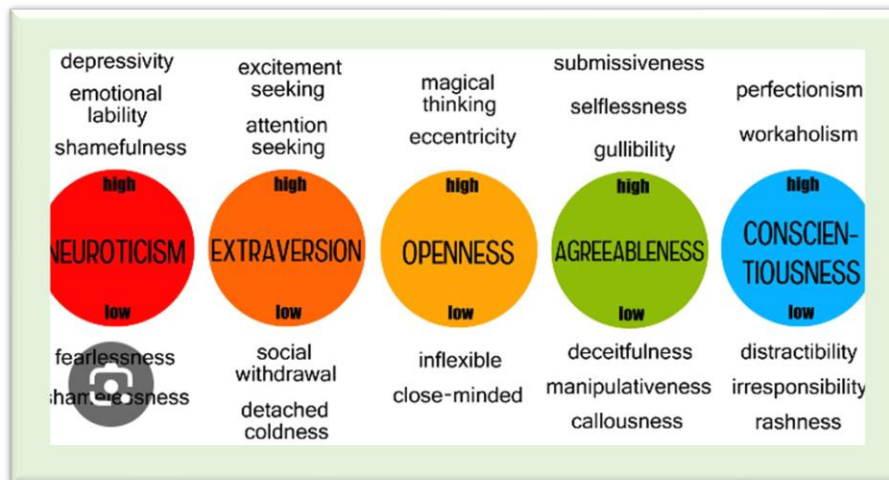 depressivity
emotional
lability
shamefulness
high
NEUROTICISM
low
fearlessness
shamelessness
excitement
seeking
attention
seeking
high
EXTRAVERSION
low
social
withdrawal
detached
coldness
magical
thinking
eccentricity
high
OPENNESS
low
inflexible
close-minded
submissiveness
selflessness
gullibility
high
AGREEABLENESS
low
deceitfulness
manipulativeness
callousness
perfectionism
workaholism
high
CONSCIEN-
TIOUSNESS
low
distractibility
irresponsibility
rashness